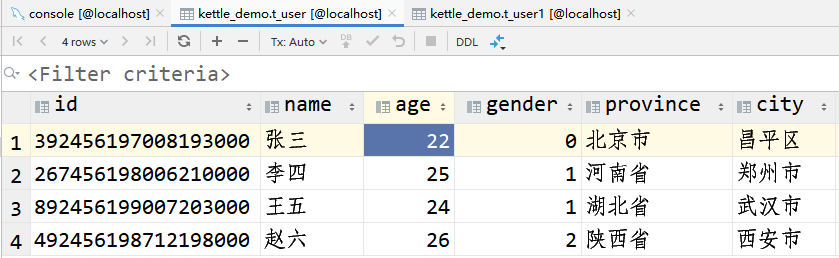 console [@localhost] kettle_demo.t_user [@localhost] kettle_demo.t_user1 [@localhost]
4 rows Tx: Auto DB DDL
<Filter criteria>
id name age gender province city
1 392456197008193000 张三 22 0 北京市 昌平区
2 267456198006210000 李四 25 1 河南省 郑州市
3 892456199007203000 王五 24 1 湖北省 武汉市
4 492456198712198000 赵六 26 2 陕西省 西安市